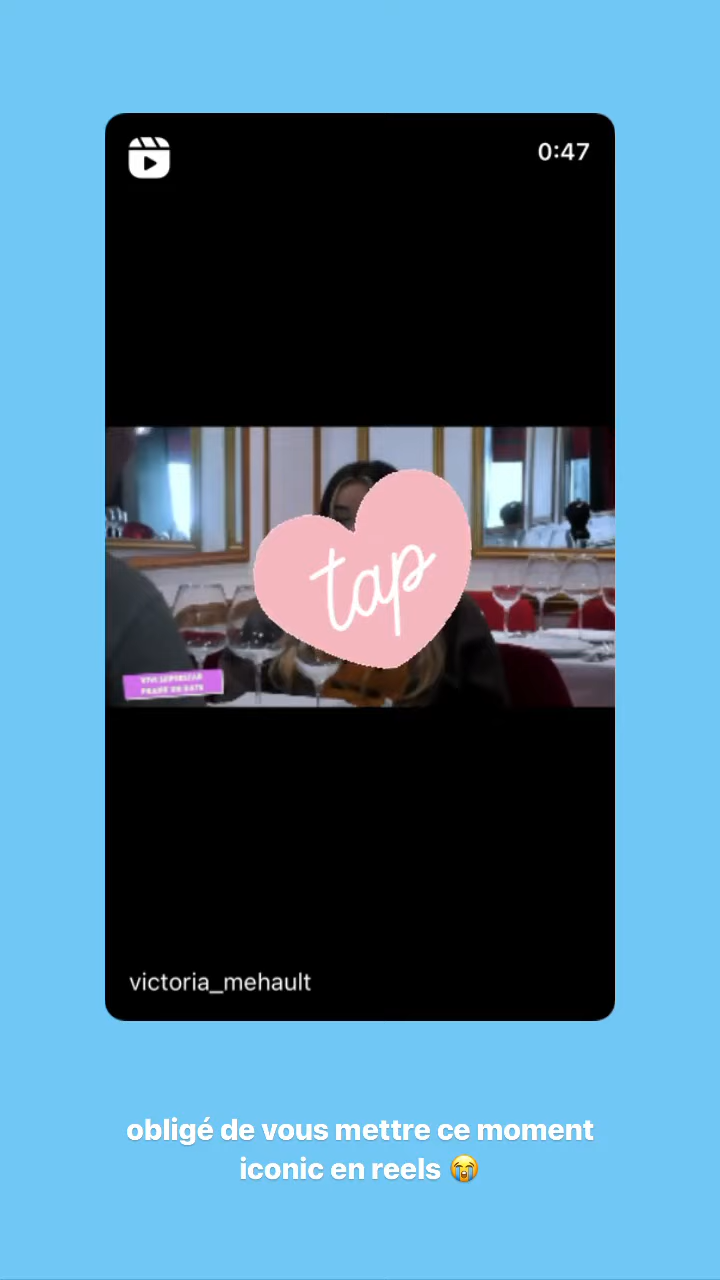 0:47
tap
victoria_mehault
obligé de vous mettre ce moment
iconic en reels 😭